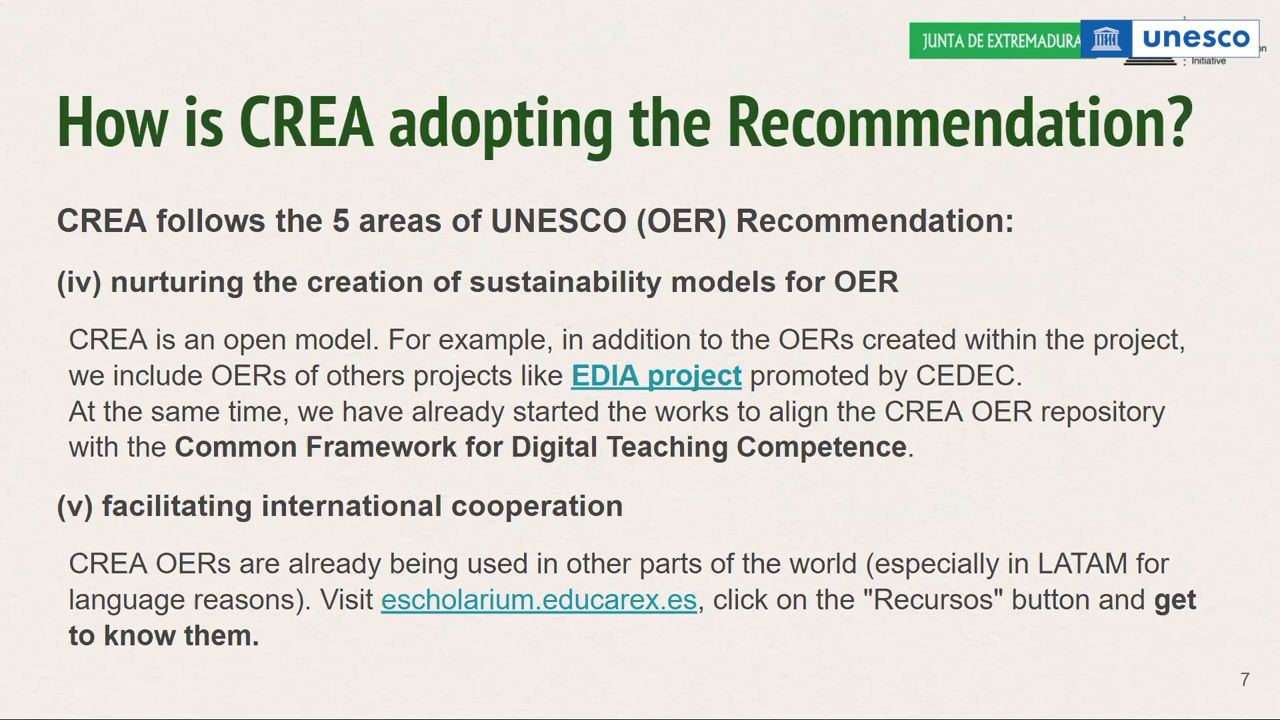 JUNTA DE EXTREMADURA
unesco
Initiative
How is CREA adopting the Recommendation?
CREA follows the 5 areas of UNESCO (OER) Recommendation:
(iv) nurturing the creation of sustainability models for OER
CREA is an open model. For example, in addition to the OERs created within the project,
we include OERs of others projects like EDIA project promoted by CEDEC.
At the same time, we have already started the works to align the CREA OER repository
with the Common Framework for Digital Teaching Competence.
(v) facilitating international cooperation
CREA OERs are already being used in other parts of the world (especially in LATAM for
language reasons). Visit escholarium.educarex.es, click on the "Recursos" button and get
to know them.
7